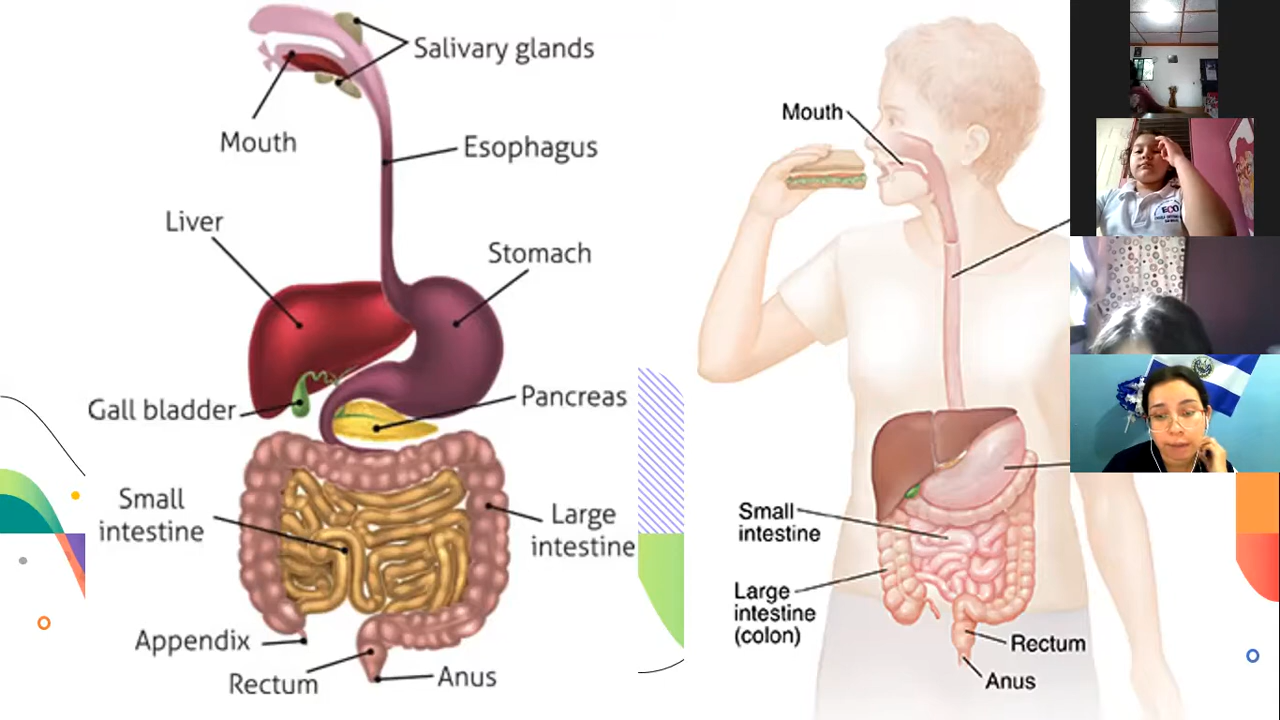 Salivary glands
Mouth
Esophagus
Liver
Stomach
Gall bladder
Pancreas
Small
intestine
Large
intestine
Appendix
Rectum
Anus
Mouth
Small
intestine
Large
intestine
(colon)
Rectum
Anus
ECO